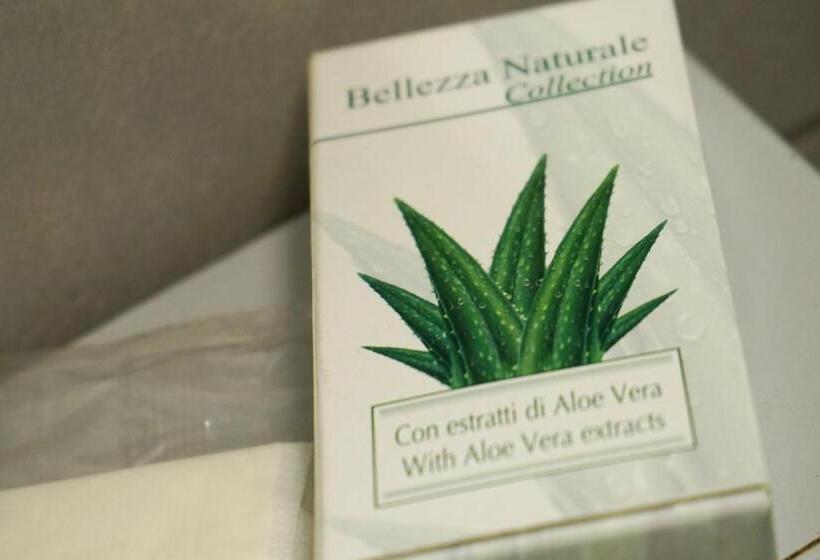 Bellezza Naturale
Collection
Con estratti di Aloe Vera
With Aloe Vera extracts